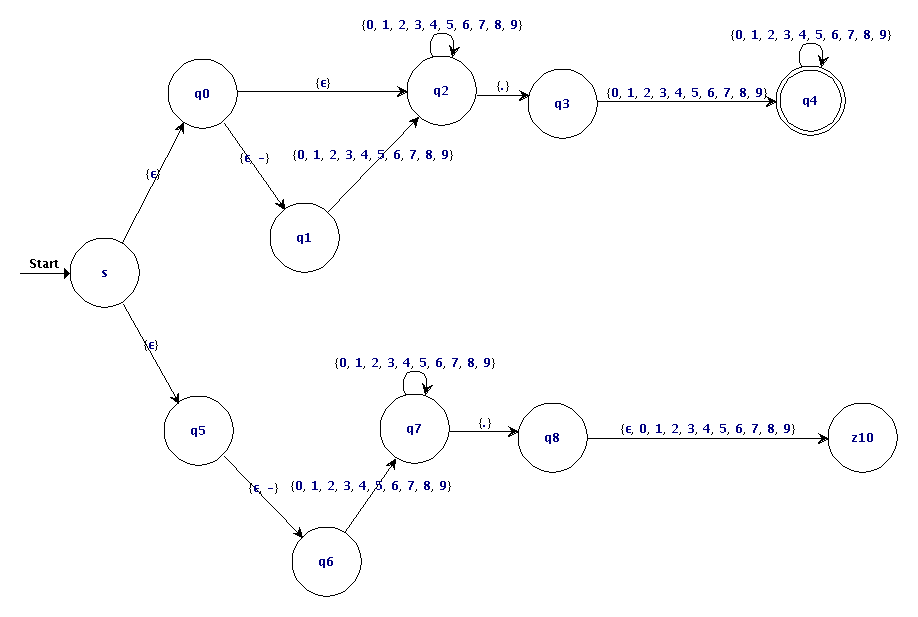 {0, 1, 2, 3, 4, 5, 6, 7, 8, 9}
{0, 1, 2, 3, 4, 5, 6, 7, 8, 9}
q0
{ϵ}
q2
{.}
q3
{0, 1, 2, 3, 4, 5, 6, 7, 8, 9}
q4
{ϵ, -}
{0, 1, 2, 3, 4, 5, 6, 7, 8, 9}
{ϵ}
q1
Start
s
{ϵ}
{0, 1, 2, 3, 4, 5, 6, 7, 8, 9}
q5
q7
{.}
q8
{ϵ, 0, 1, 2, 3, 4, 5, 6, 7, 8, 9}
z10
{ϵ, -}
{0, 1, 2, 3, 4, 5, 6, 7, 8, 9}
q6